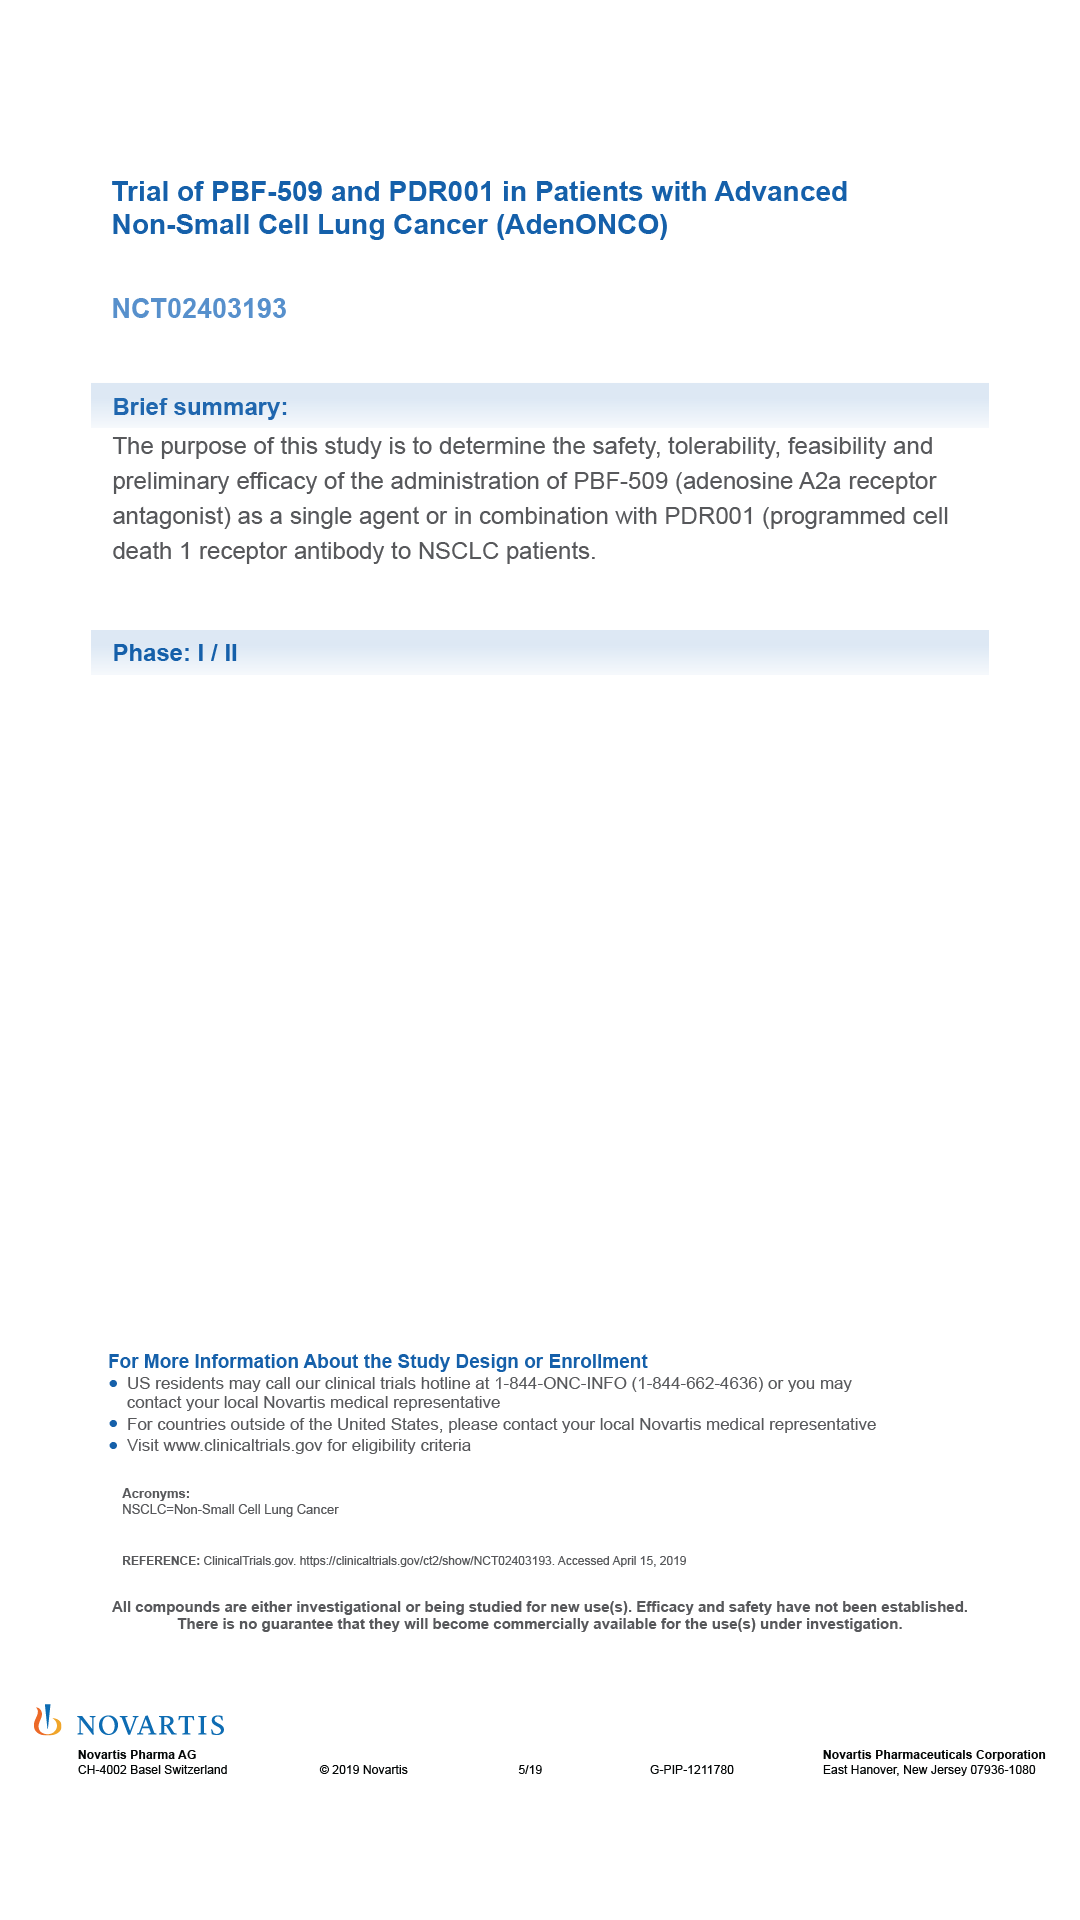 Trial of PBF-509 and PDR001 in Patients with Advanced
Non-Small Cell Lung Cancer (AdenONCO)
NCT02403193
Brief summary:
The purpose of this study is to determine the safety, tolerability, feasibility and
preliminary efficacy of the administration of PBF-509 (adenosine A2a receptor
antagonist) as a single agent or in combination with PDR001 (programmed cell
death 1 receptor antibody to NSCLC patients.
Phase: I / II
For More Information About the Study Design or Enrollment
● US residents may call our clinical trials hotline at 1-844-ONC-INFO (1-844-662-4636) or you may
contact your local Novartis medical representative
● For countries outside of the United States, please contact your local Novartis medical representative
● Visit www.clinicaltrials.gov for eligibility criteria
Acronyms:
NSCLC=Non-Small Cell Lung Cancer
REFERENCE: ClinicalTrials.gov. https://clinicaltrials.gov/ct2/show/NCT02403193. Accessed April 15, 2019
All compounds are either investigational or being studied for new use(s). Efficacy and safety have not been established.
There is no guarantee that they will become commercially available for the use(s) under investigation.
NOVARTIS
Novartis Pharma AG
CH-4002 Basel Switzerland
© 2019 Novartis
5/19
G-PIP-1211780
Novartis Pharmaceuticals Corporation
East Hanover, New Jersey 07936-1080